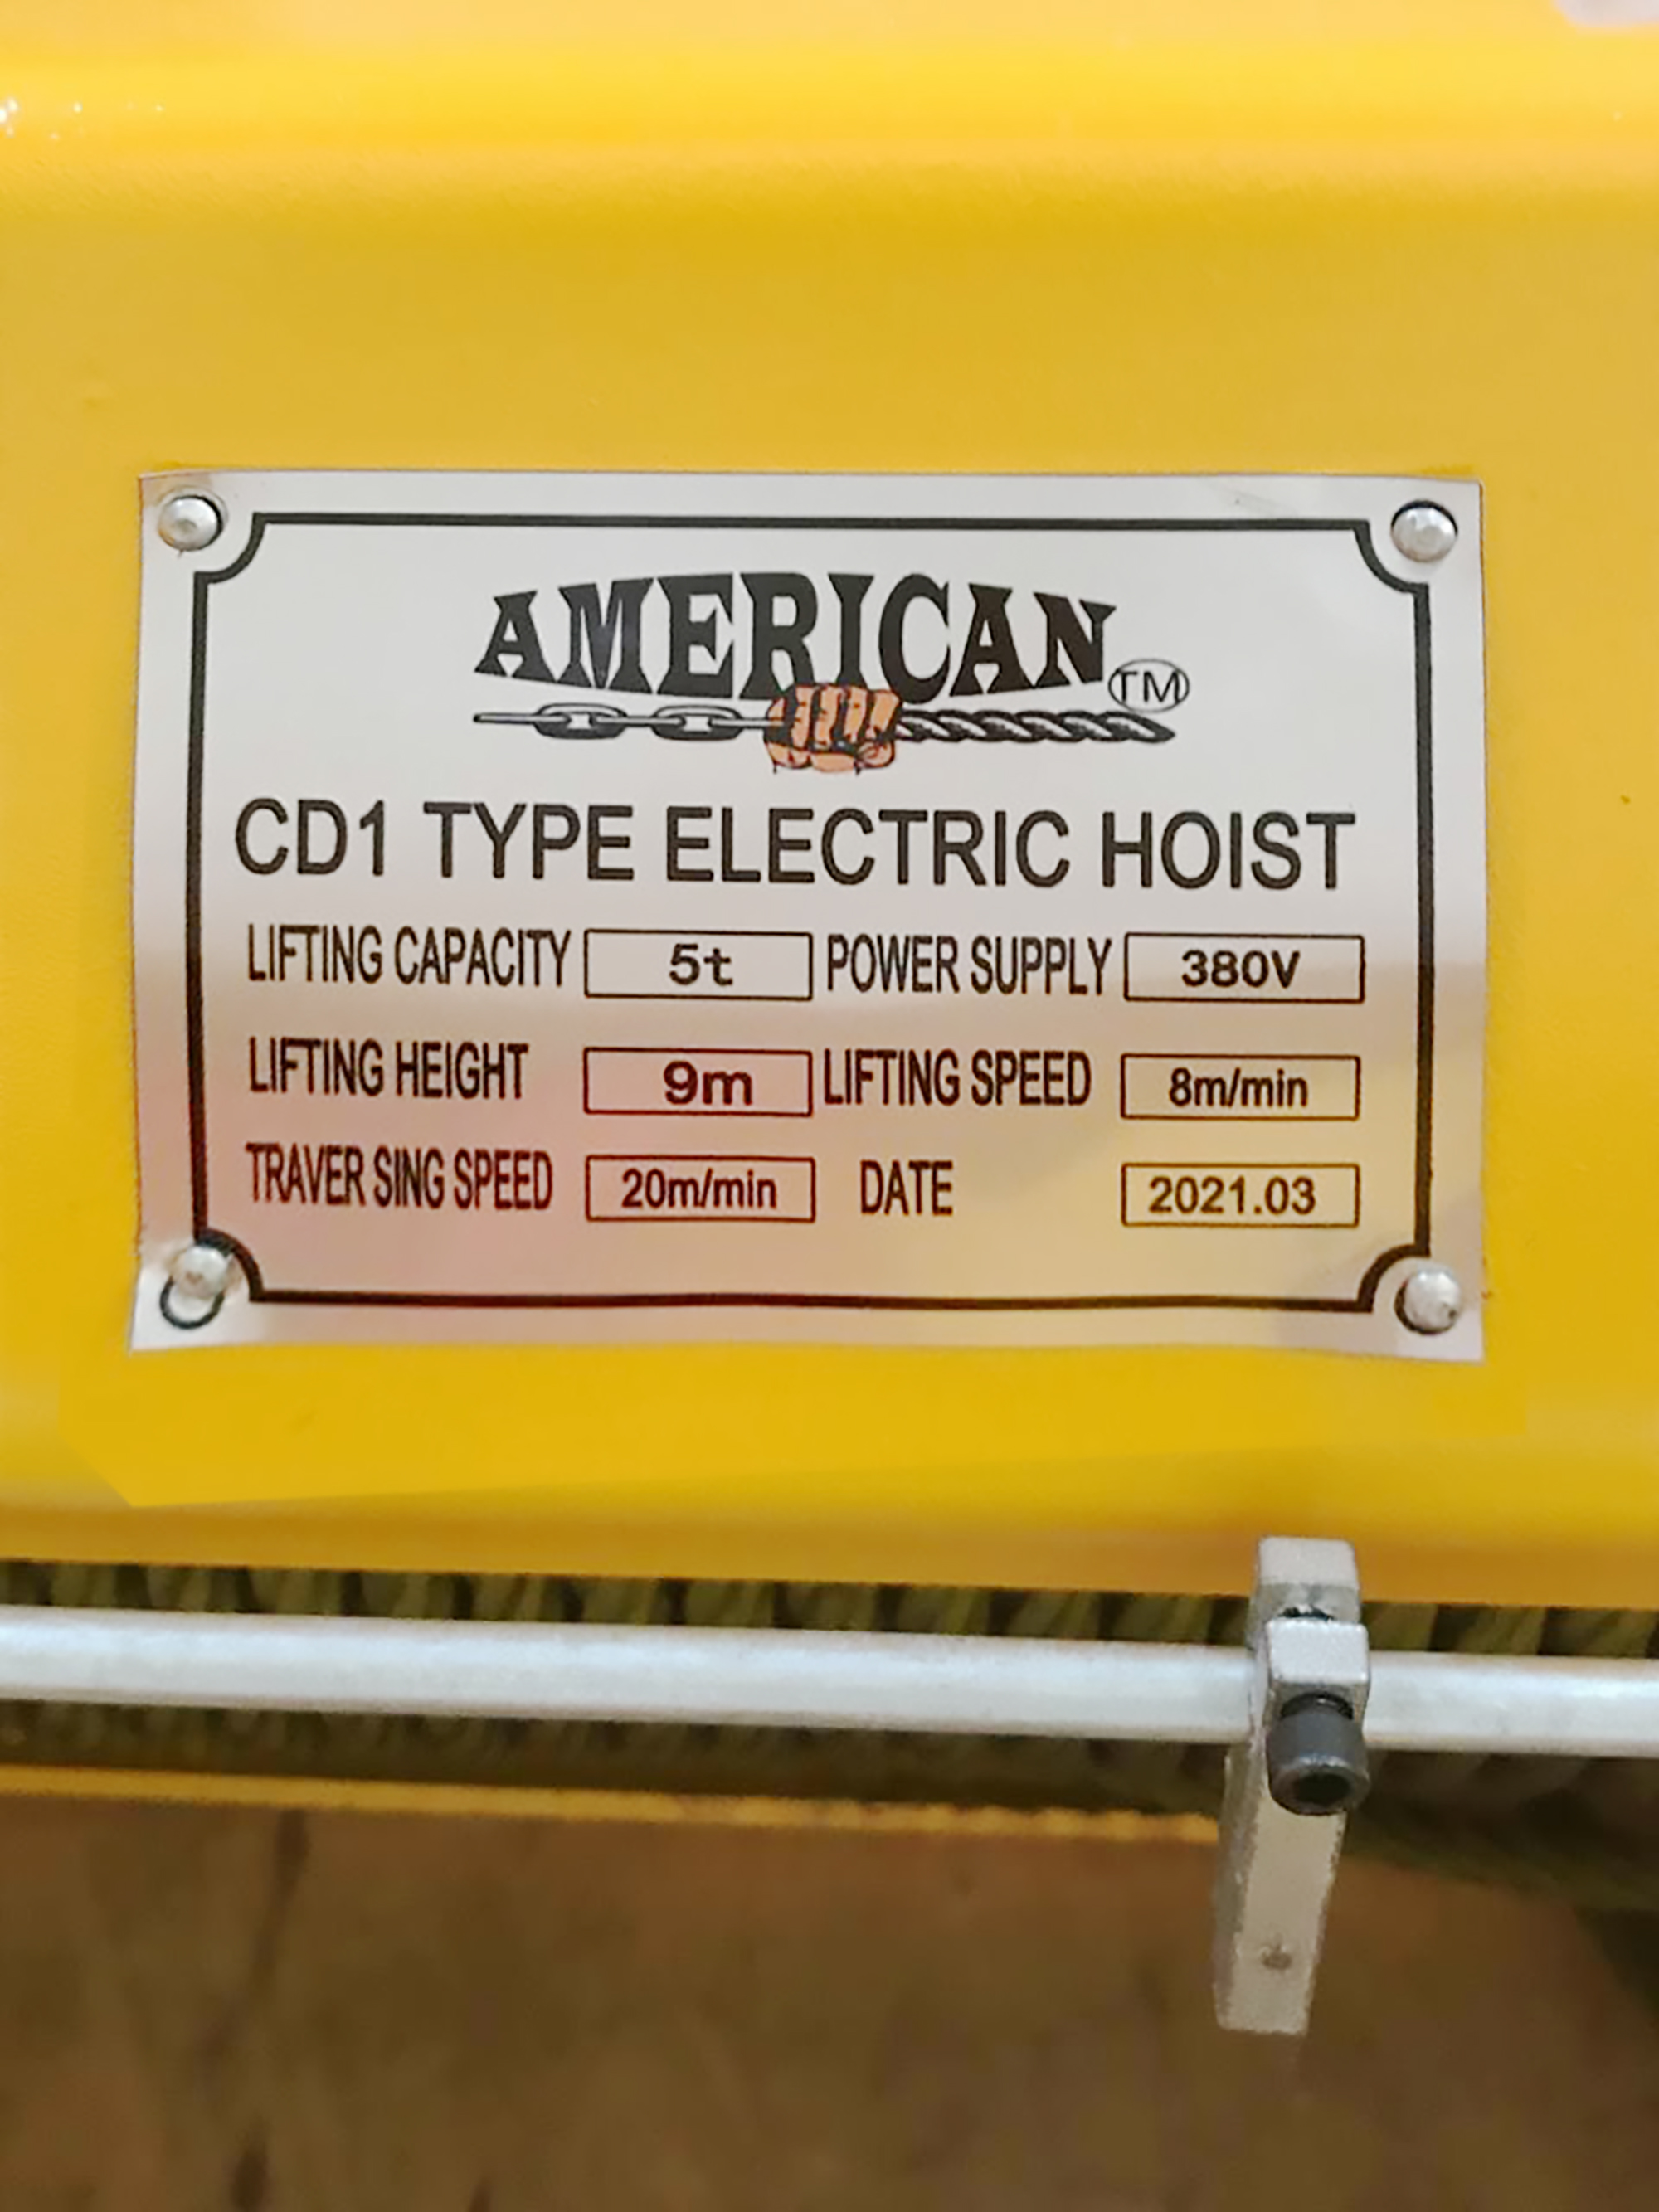 AMERICAN TM
CD1 TYPE ELECTRIC HOIST
LIFTING CAPACITY 5t POWER SUPPLY 380V
LIFTING HEIGHT 9m LIFTING SPEED 8m/min
TRAVER SING SPEED 20m/min DATE 2021.03